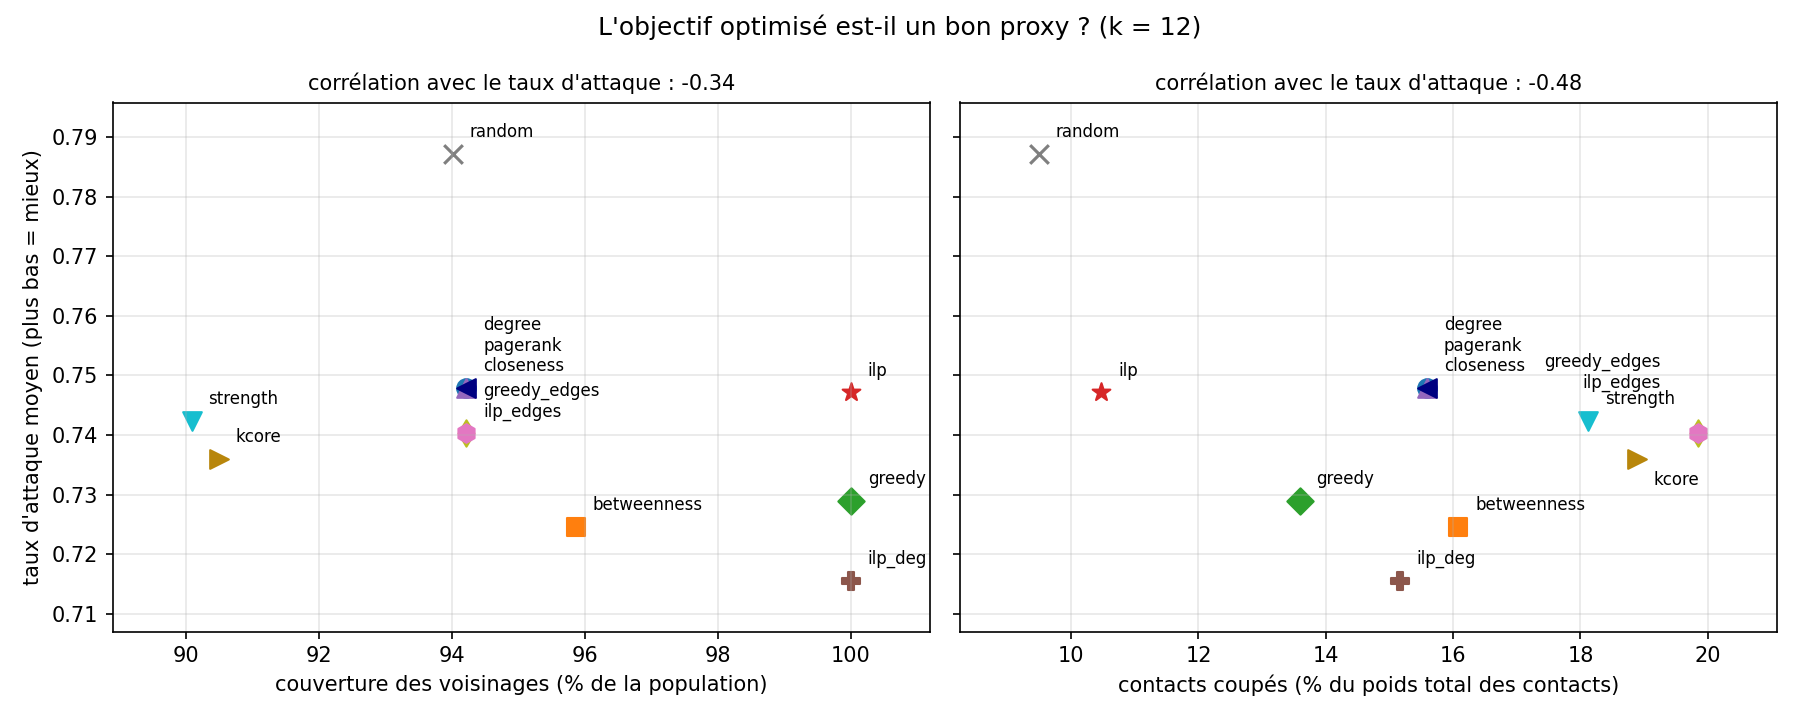 L'objectif optimisé est-il un bon proxy ? (k = 12)
corrélation avec le taux d'attaque : -0.34
taux d'attaque moyen (plus bas = mieux)
0.79
0.78
0.77
0.76
0.75
0.74
0.73
0.72
0.71
random
degree
pagerank
closeness
greedy_edges
ilp_edges
strength
kcore
ilp
greedy
betweenness
ilp_deg
90
92
94
96
98
100
couverture des voisinages (% de la population)
corrélation avec le taux d'attaque : -0.48
random
ilp
degree
pagerank
closeness
greedy_edges
ilp_edges
strength
kcore
greedy
betweenness
ilp_deg
10
12
14
16
18
20
contacts coupés (% du poids total des contacts)